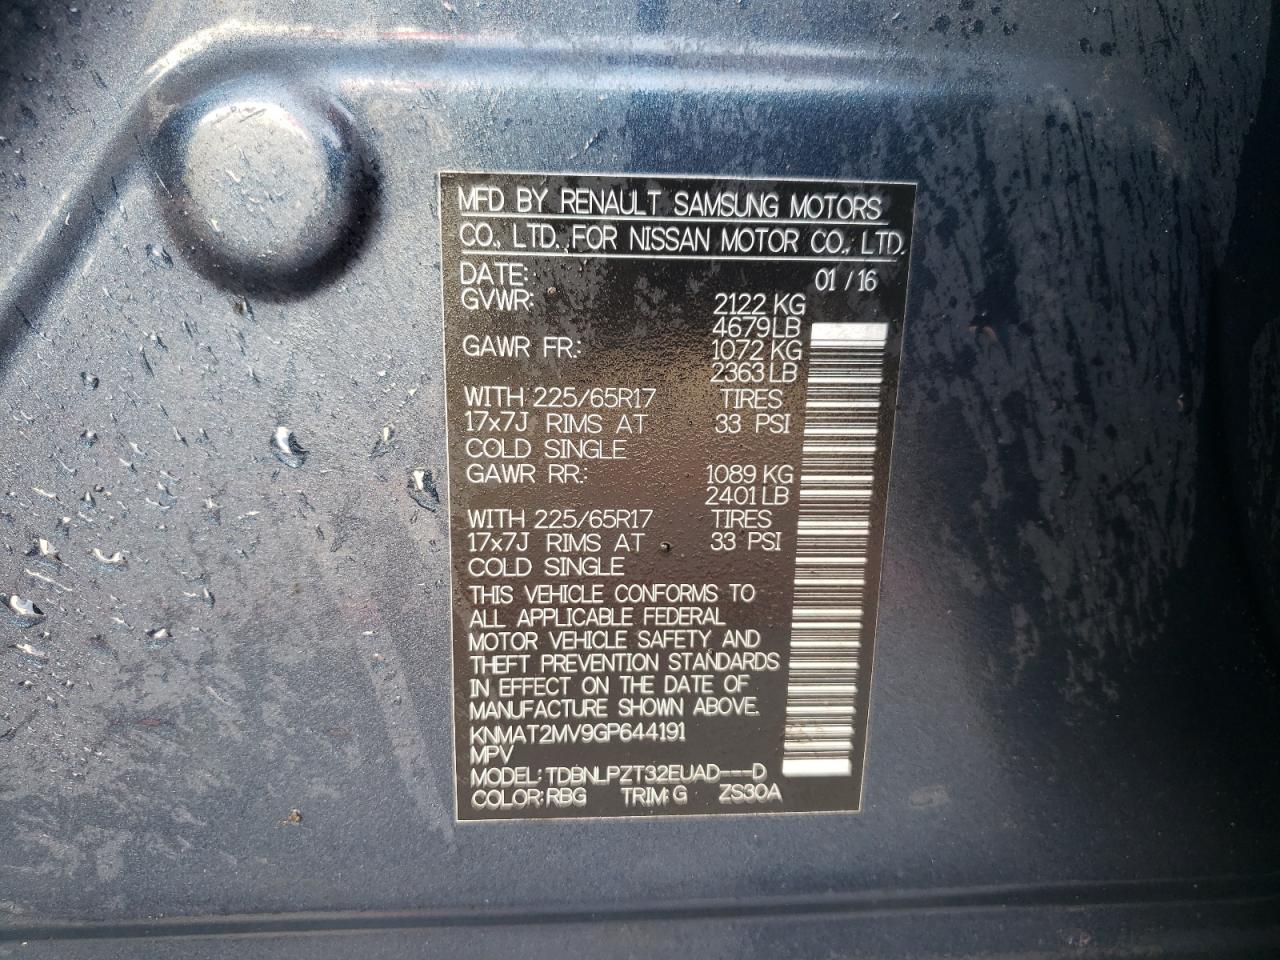 MFD BY RENAULT SAMSUNG MOTORS
CO., LTD. FOR NISSAN MOTOR CO., LTD.
DATE: 01 / 16
GVWR: 2122 KG
4679 LB
GAWR FR.: 1072 KG
2363 LB
WITH 225/65R17 TIRES
17x7J RIMS AT 33 PSI
COLD SINGLE
GAWR RR.: 1089 KG
2401 LB
WITH 225/65R17 TIRES
17x7J RIMS AT 33 PSI
COLD SINGLE
THIS VEHICLE CONFORMS TO
ALL APPLICABLE FEDERAL
MOTOR VEHICLE SAFETY AND
THEFT PREVENTION STANDARDS
IN EFFECT ON THE DATE OF
MANUFACTURE SHOWN ABOVE.
KNMAT2MV9GP644191
MPV
MODEL: TDBNLPZT32EUAD---D
COLOR: RBG TRIM: G ZS30A